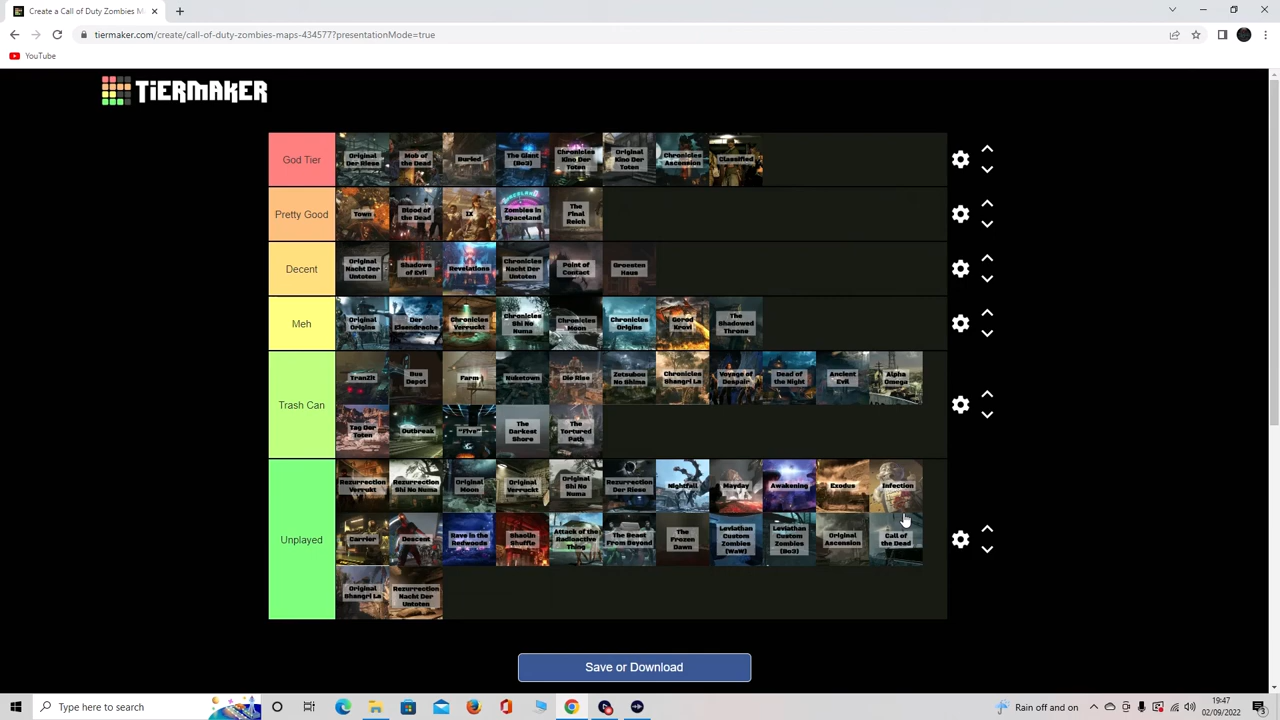 Create a Call of Duty Zombies M
tiermaker.com/create/call-of-duty-zombies-maps-434577?presentationMode=true
YouTube
TIERMAKER
God Tier
Original Der Riese
Mob of the Dead
Buried
The Giant (Bo3)
Chronicles Kino Der Toten
Original Kino Der Toten
Chronicles Ascension
Classified
Pretty Good
Town
Blood of the Dead
IX
Zombies in Spaceland
The Final Reich
Decent
Original Nacht Der Untoten
Shadows of Evil
Revelations
Chronicles Nacht Der Untoten
Point of Contact
Groesten Haus
Meh
Original Origins
Der Eisendrache
Chronicles Verruckt
Chronicles Shi No Numa
Chronicles Moon
Chronicles Origins
Gorod Krovi
The Shadowed Throne
Trash Can
TranZit
Bus Depot
Farm
Nuketown
Die Rise
Zetsubou No Shima
Chronicles Shangri La
Voyage of Despair
Dead of the Night
Ancient Evil
Alpha Omega
Tag Der Toten
Outbreak
"Five"
The Darkest Shore
The Tortured Path
Unplayed
Resurrection Verrukt
Resurrection Shi No Numa
Original Moon
Original Verruckt
Original Shi No Numa
Resurrection Der Riese
Nightfall
Mayday
Awakening
Exodus
Infection
Carrier
Descent
Rave in the Redwoods
Shaolin Shuffle
Attack of the Radioactive Thing
The Beast From Beyond
The Frozen Dawn
Leviathan Custom Zombies (WaW)
Leviathan Custom Zombies (Bo3)
Original Ascension
Call of the Dead
Original Shangri La
Resurrection Nacht Der Untoten
Save or Download
Type here to search
Rain off and on
19:47
02/09/2022
3